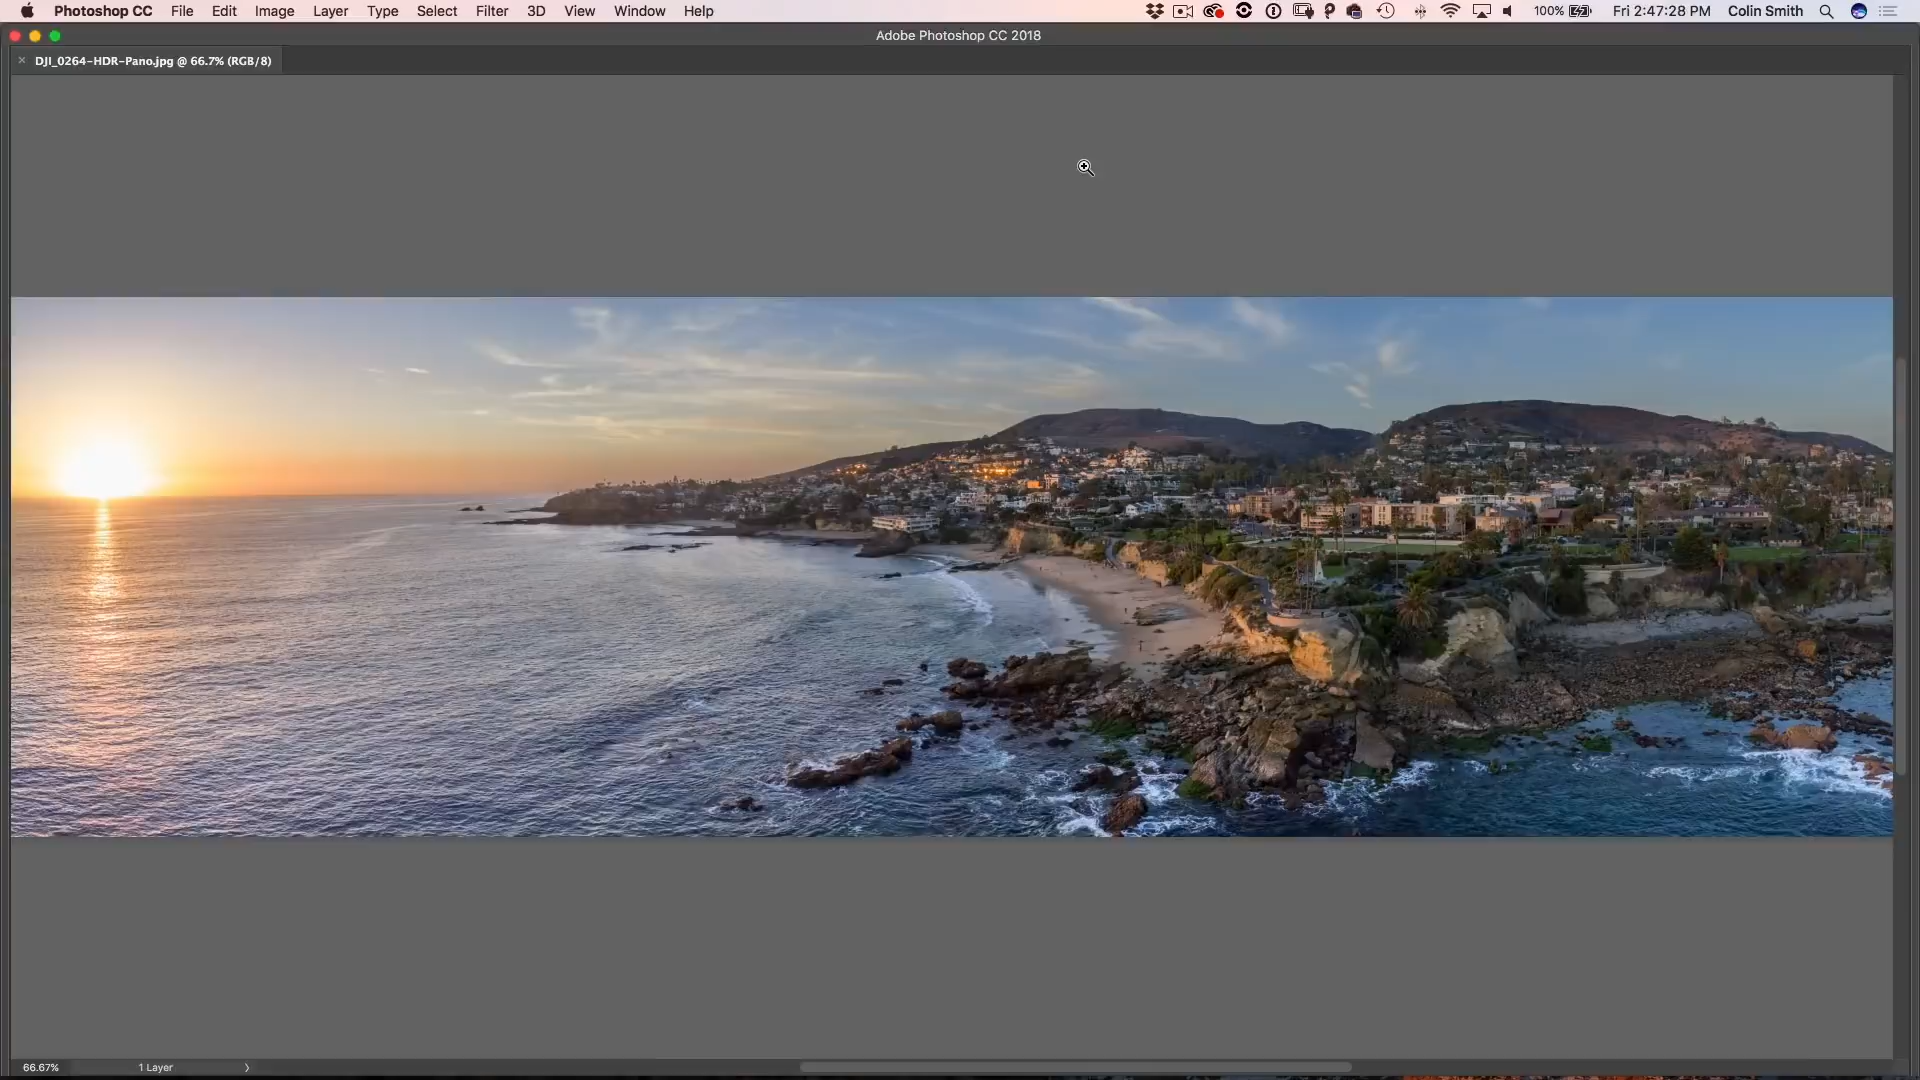 Photoshop CC File Edit Image Layer Type Select Filter 3D View Window Help 100% Fri 2:47:28 PM Colin Smith
Adobe Photoshop CC 2018
DJI_0264-HDR-Pano.jpg @ 66.7% (RGB/8)
66.67% 1 Layer